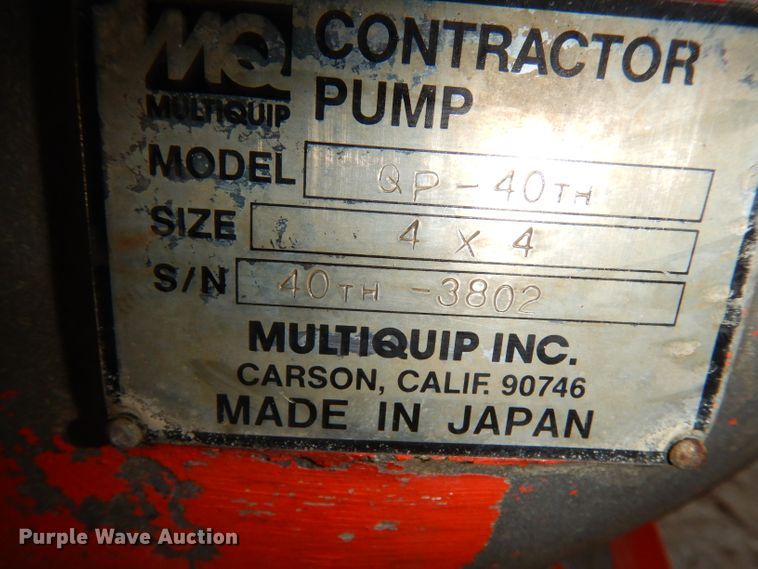 MQ
MULTIQUIP
CONTRACTOR
PUMP
MODEL QP-40TH
SIZE 4 X 4
S/N 40TH -3802
MULTIQUIP INC.
CARSON, CALIF. 90746
MADE IN JAPAN
Purple Wave Auction